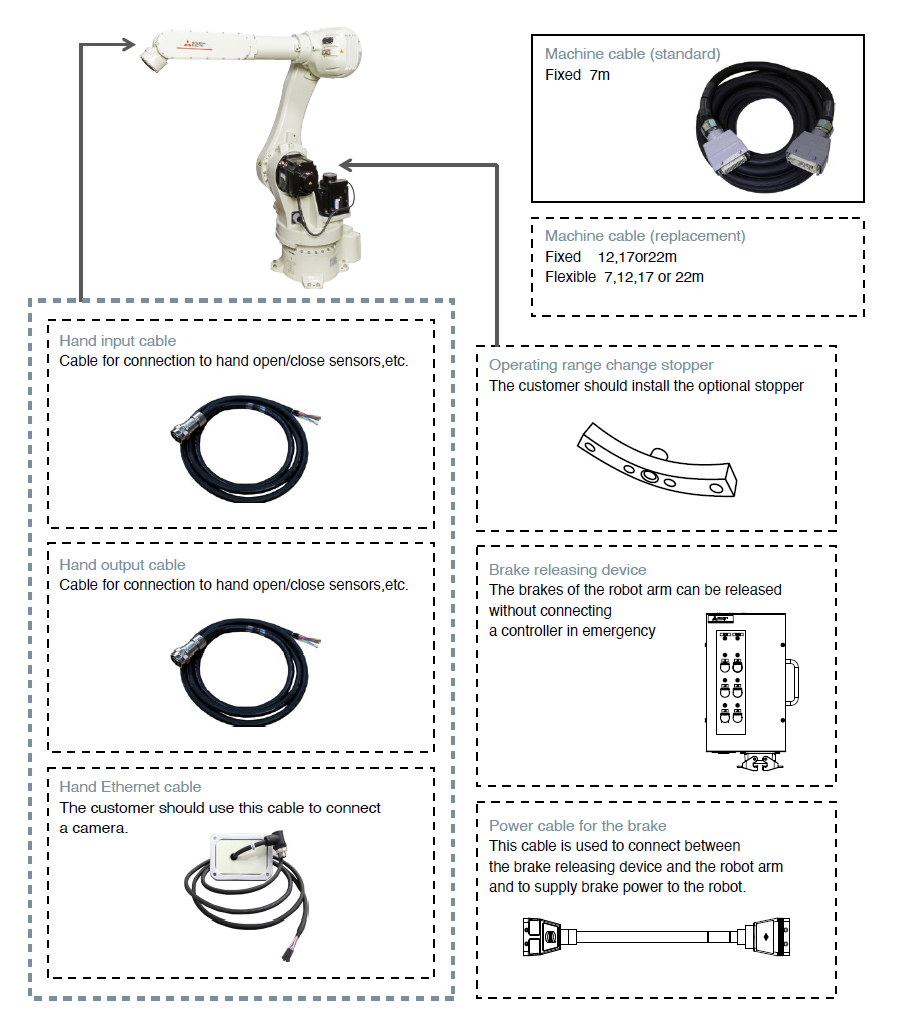 MITSUBISHI
ELECTRIC
Machine cable (standard)
Fixed 7m
Machine cable (replacement)
Fixed 12,17or22m
Flexible 7,12,17 or 22m
Hand input cable
Cable for connection to hand open/close sensors,etc.
Operating range change stopper
The customer should install the optional stopper
Hand output cable
Cable for connection to hand open/close sensors,etc.
Brake releasing device
The brakes of the robot arm can be released
without connecting
a controller in emergency
Hand Ethernet cable
The customer should use this cable to connect
a camera.
Power cable for the brake
This cable is used to connect between
the brake releasing device and the robot arm
and to supply brake power to the robot.